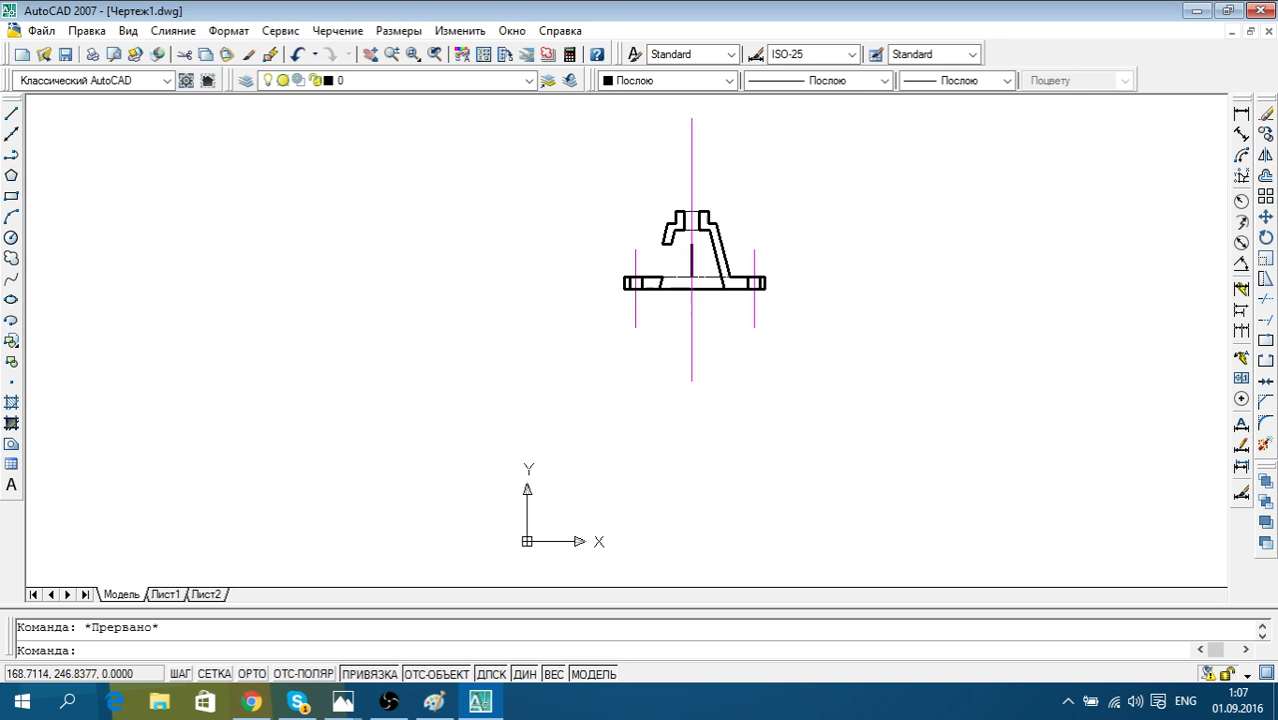 AutoCAD 2007 - [Чертеж1.dwg]
Файл Правка Вид Слияние Формат Сервис Черчение Размеры Изменить Окно Справка
Standard ISO-25 Standard
Классический AutoCAD 0 Послою Послою Послою Поцвету
Y
X
A
Модель Лист1 Лист2
Команда: *Прервано*
Команда:
168.7114, 246.8377, 0.0000 ШАГ СЕТКА ОРТО ОТС-ПОЛЯР ПРИВЯЗКА ОТС-ОБЪЕКТ ДПСК ДИН ВЕС МОДЕЛЬ
ENG 1:07
01.09.2016